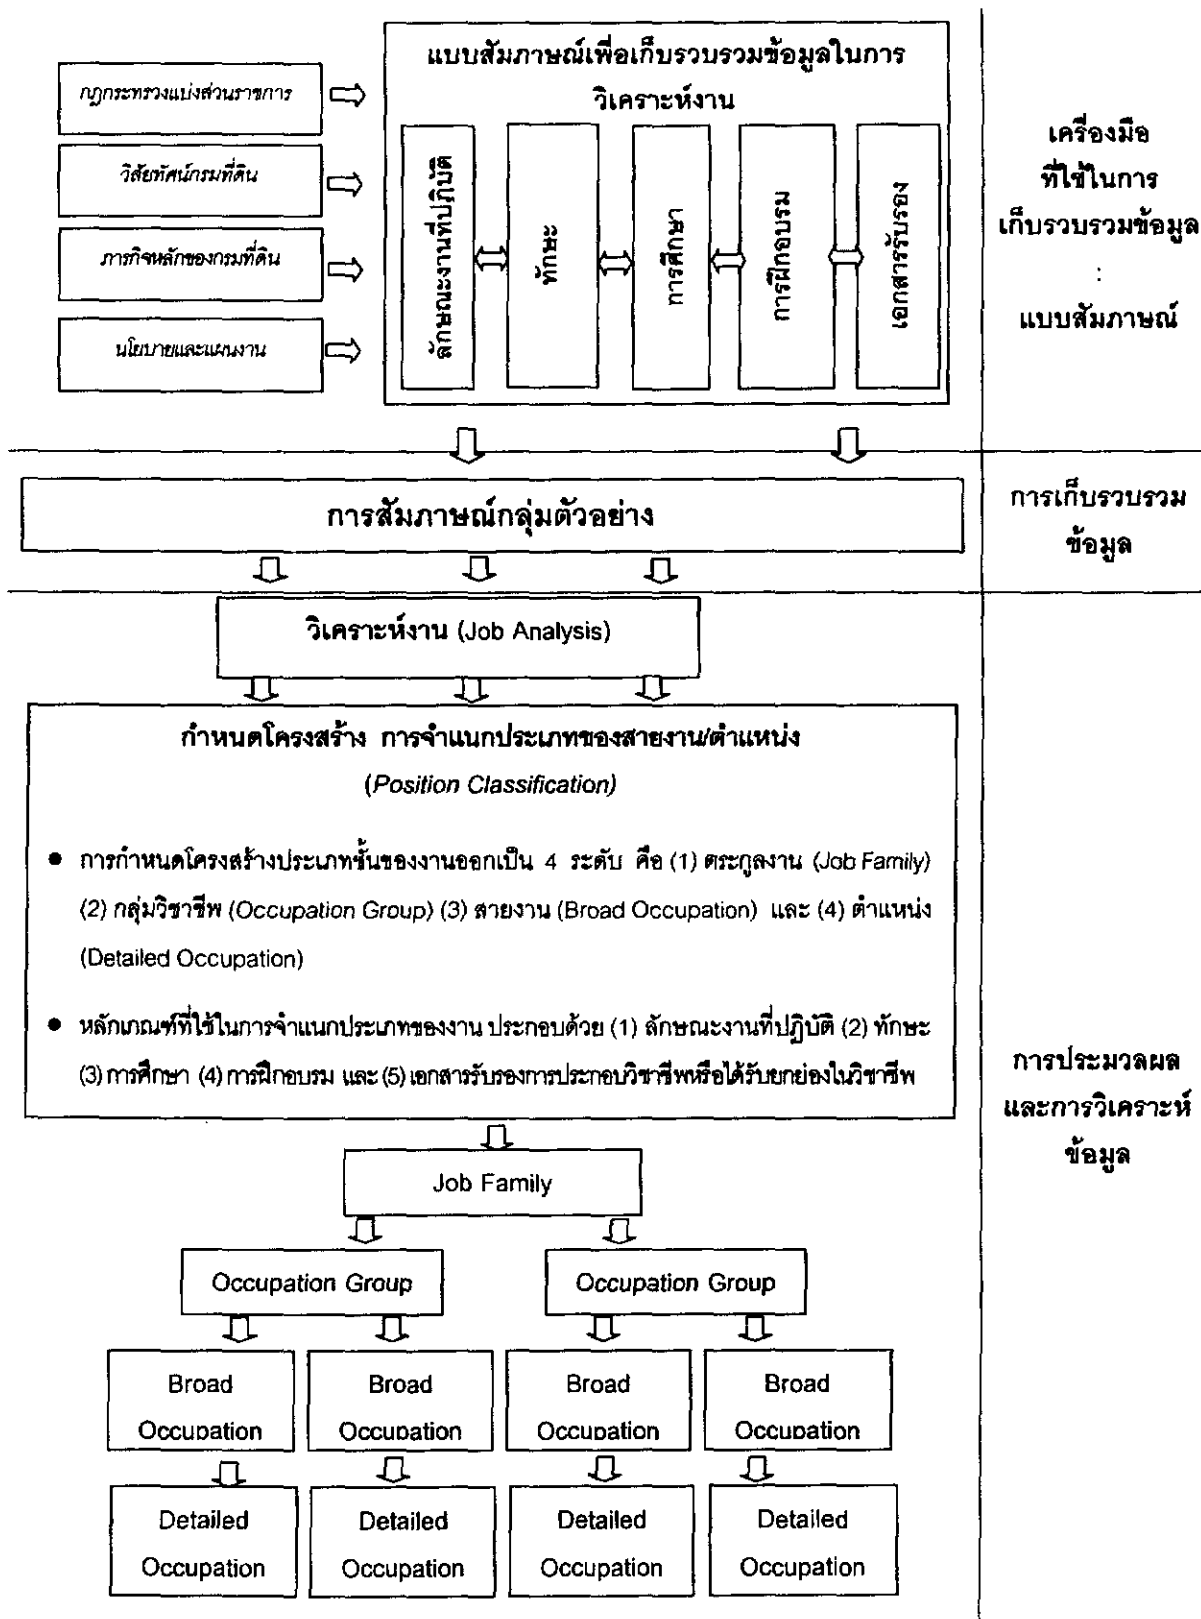 แบบสัมภาษณ์เพื่อเก็บรวบรวมข้อมูลในการ
วิเคราะห์งาน
กฎกระทรวงแบ่งส่วนราชการ
วิสัยทัศน์กรมที่ดิน
ภารกิจหลักของกรมที่ดิน
นโยบายและแผนงาน
ลักษณะงานที่ปฏิบัติ
ทักษะ
การศึกษา
การฝึกอบรม
เอกสารรับรอง
เครื่องมือ
ที่ใช้ในการ
เก็บรวบรวมข้อมูล
:
แบบสัมภาษณ์
การสัมภาษณ์กลุ่มตัวอย่าง
การเก็บรวบรวม
ข้อมูล
วิเคราะห์งาน (Job Analysis)
กำหนดโครงสร้าง การจำแนกประเภทของสายงาน/ตำแหน่ง
(Position Classification)
● การกำหนดโครงสร้างประเภทชั้นของงานออกเป็น 4 ระดับ คือ (1) ตระกูลงาน (Job Family)
(2) กลุ่มวิชาชีพ (Occupation Group) (3) สายงาน (Broad Occupation) และ (4) ตำแหน่ง
(Detailed Occupation)
● หลักเกณฑ์ที่ใช้ในการจำแนกประเภทของงาน ประกอบด้วย (1) ลักษณะงานที่ปฏิบัติ (2) ทักษะ
(3) การศึกษา (4) การฝึกอบรม และ (5) เอกสารรับรองการประกอบวิชาชีพหรือได้รับยกย่องในวิชาชีพ
การประมวลผล
และการวิเคราะห์
ข้อมูล
Job Family
Occupation Group
Occupation Group
Broad
Occupation
Broad
Occupation
Broad
Occupation
Broad
Occupation
Detailed
Occupation
Detailed
Occupation
Detailed
Occupation
Detailed
Occupation